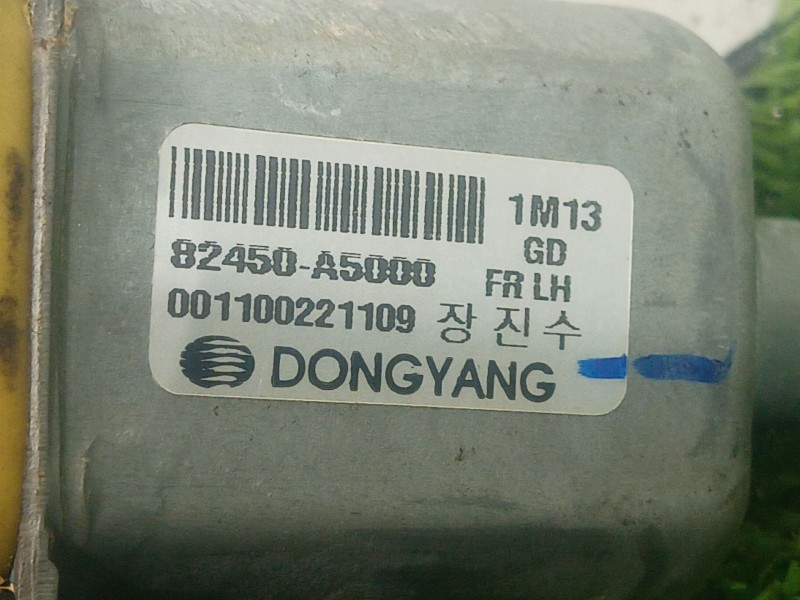 1M13
82450-A5000
GD
FR LH
001100221109 장진수
DONGYANG